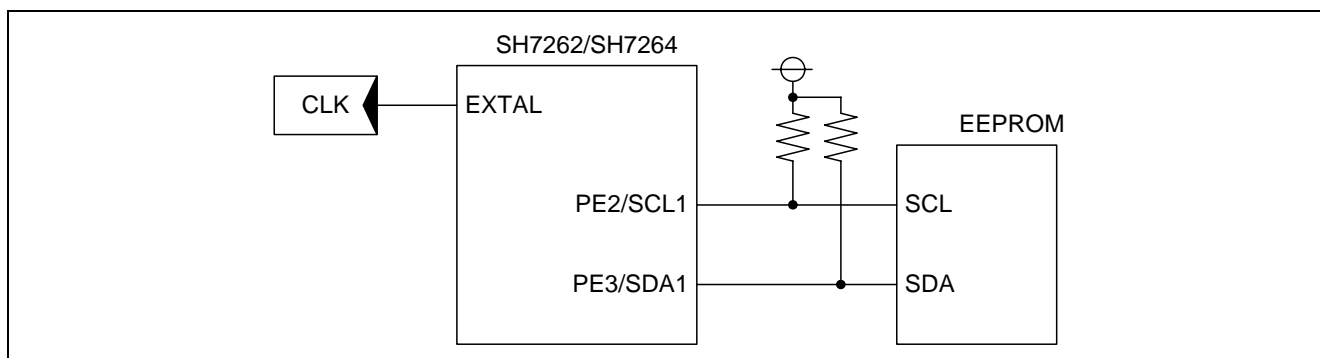 SH7262/SH7264
CLK
EXTAL
EEPROM
PE2/SCL1
SCL
PE3/SDA1
SDA